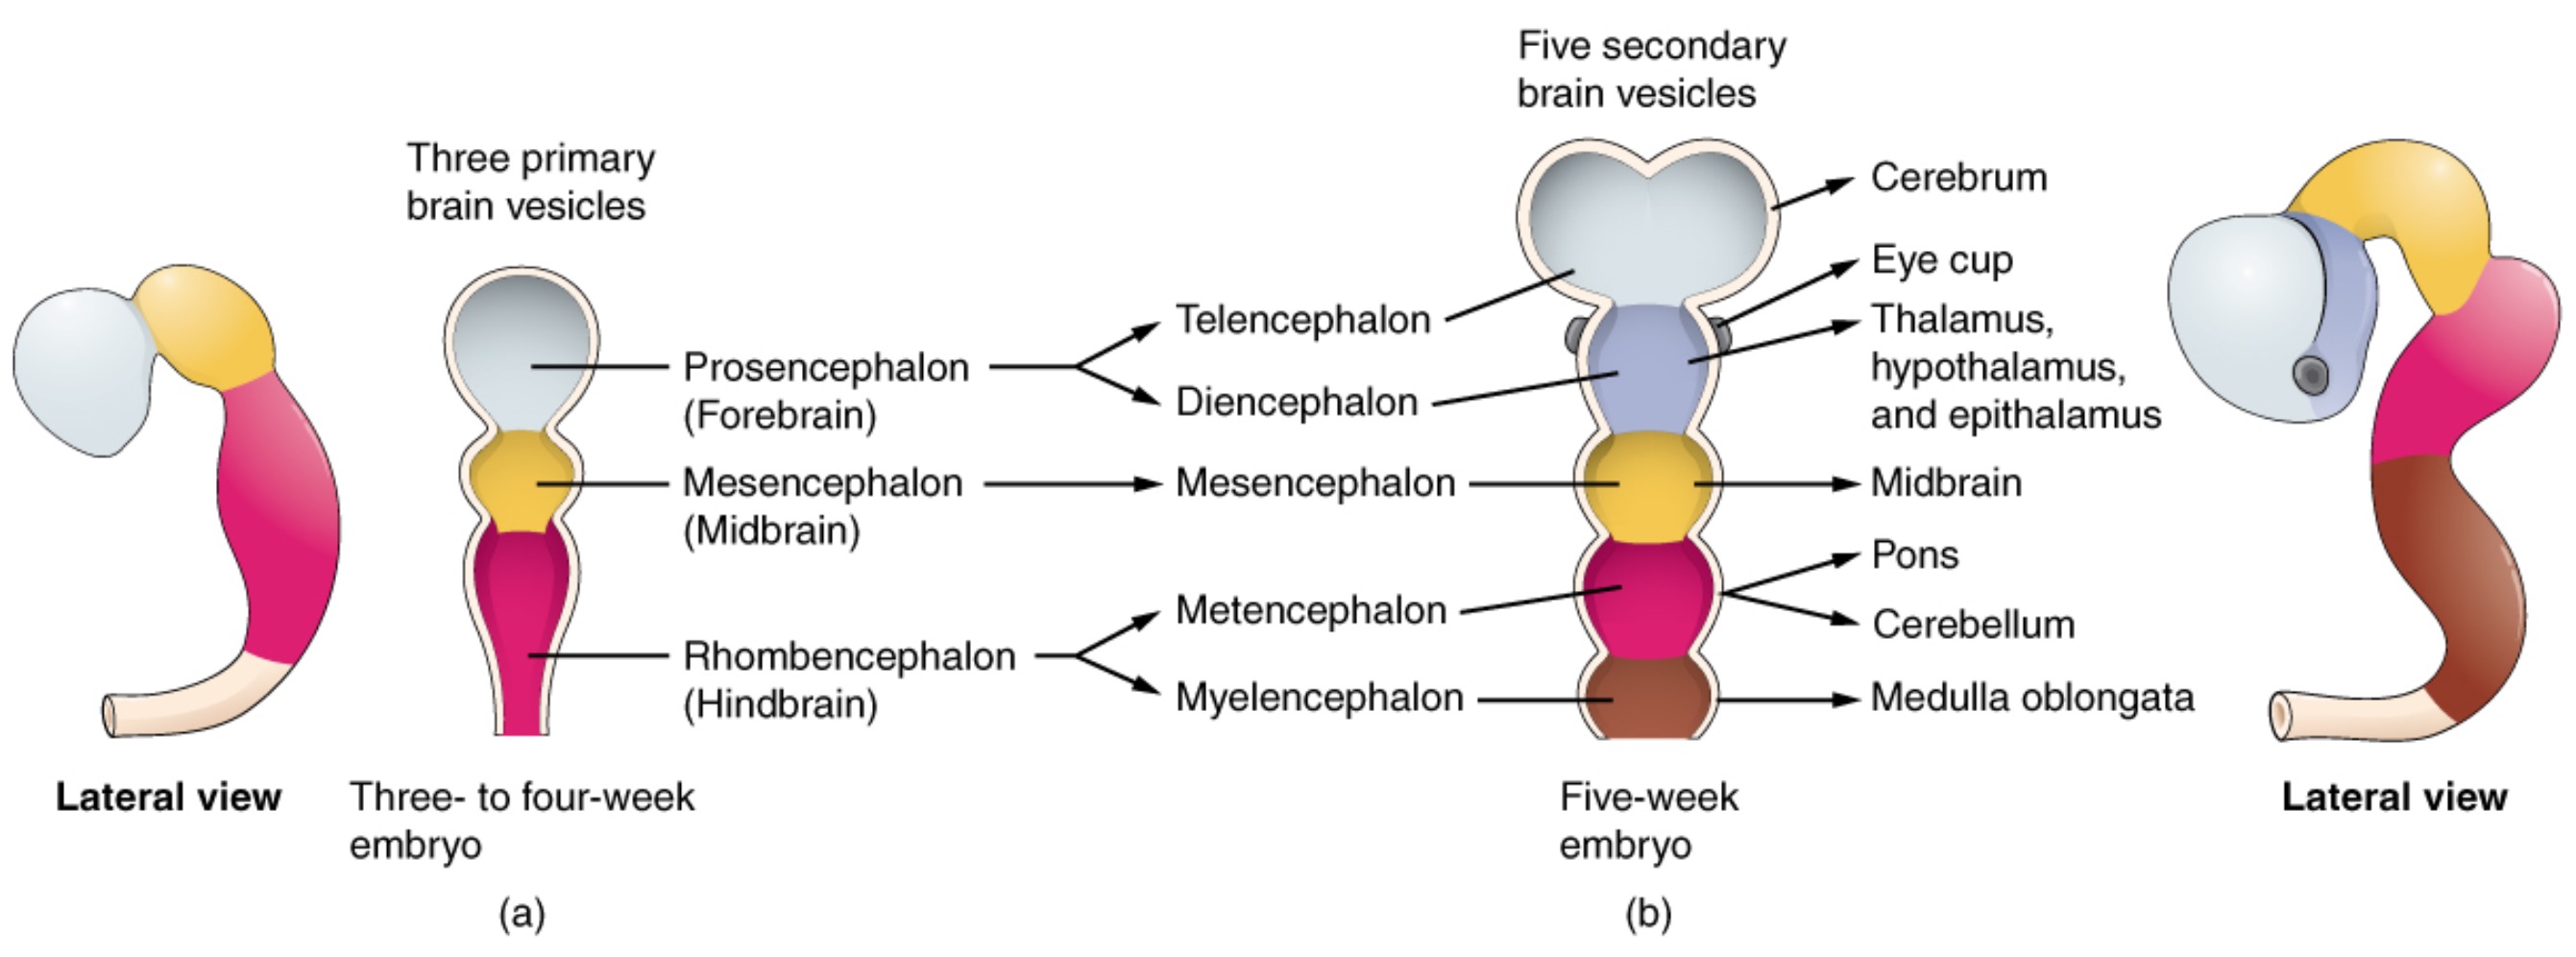 Three primary
brain vesicles
Prosencephalon
(Forebrain)
Mesencephalon
(Midbrain)
Rhombencephalon
(Hindbrain)
Lateral view
Three- to four-week
embryo
(a)
Five secondary
brain vesicles
Telencephalon
Diencephalon
Mesencephalon
Metencephalon
Myelencephalon
Cerebrum
Eye cup
Thalamus,
hypothalamus,
and epithalamus
Midbrain
Pons
Cerebellum
Medulla oblongata
Five-week
embryo
Lateral view
(b)